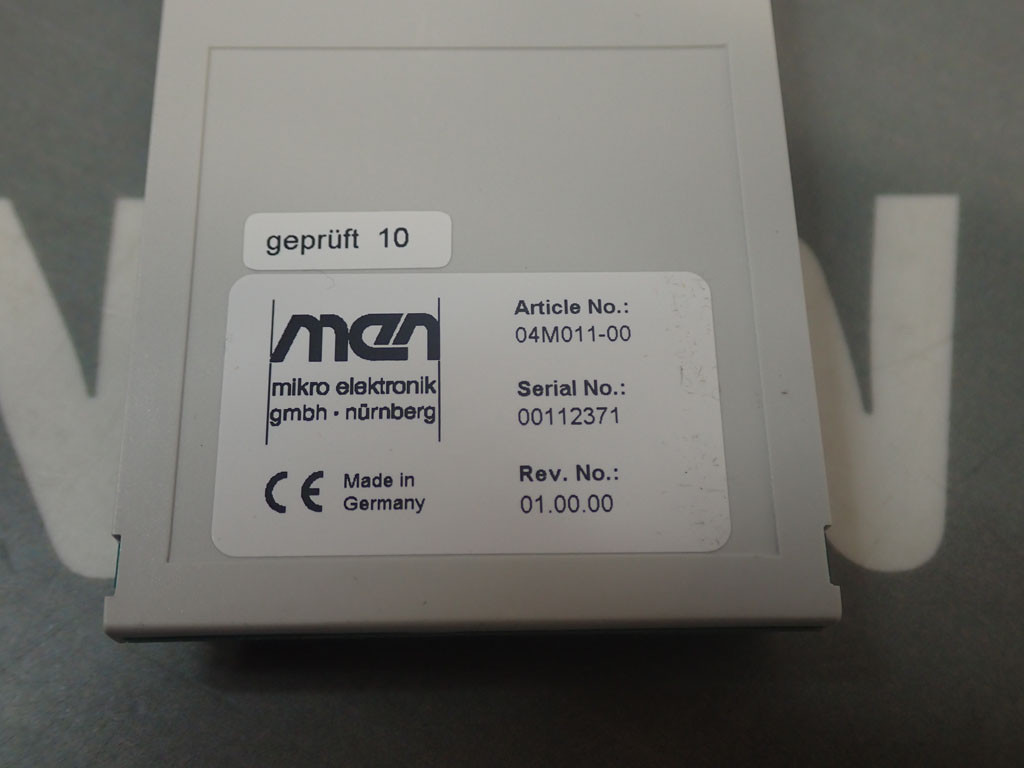 geprüft 10
men
mikro elektronik
gmbh · nürnberg
CE Made in
Germany
Article No.:
04M011-00
Serial No.:
00112371
Rev. No.:
01.00.00